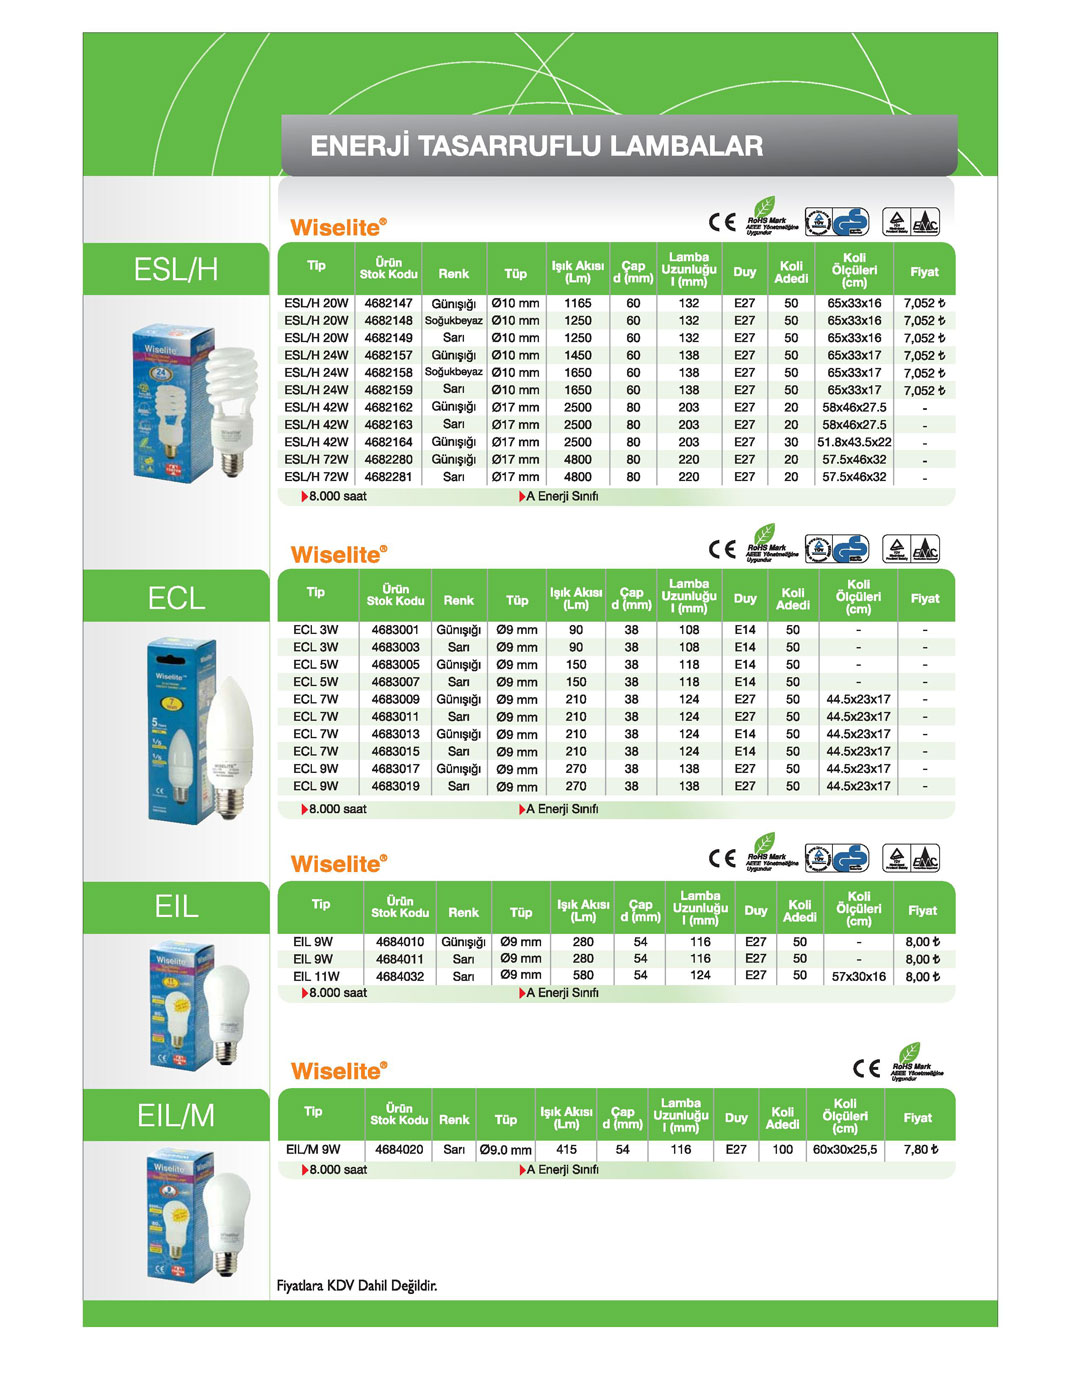 ENERJİ TASARRUFLU LAMBALAR
Wiselite®
CE RoHS Mark
AEEE Yönetmeliğine
Uygundur
ESL/H
Tip Ürün Stok Kodu Renk Tüp Işık Akısı (Lm) Çap d (mm) Lamba Uzunluğu l (mm) Duy Koli Adedi Koli Ölçüleri (cm) Fiyat
ESL/H 20W 4682147 Günışığı Ø10 mm 1165 60 132 E27 50 65x33x16 7,052 ₺
ESL/H 20W 4682148 Soğukbeyaz Ø10 mm 1250 60 132 E27 50 65x33x16 7,052 ₺
ESL/H 20W 4682149 Sarı Ø10 mm 1250 60 132 E27 50 65x33x16 7,052 ₺
ESL/H 24W 4682157 Günışığı Ø10 mm 1450 60 138 E27 50 65x33x17 7,052 ₺
ESL/H 24W 4682158 Soğukbeyaz Ø10 mm 1650 60 138 E27 50 65x33x17 7,052 ₺
ESL/H 24W 4682159 Sarı Ø10 mm 1650 60 138 E27 50 65x33x17 7,052 ₺
ESL/H 42W 4682162 Günışığı Ø17 mm 2500 80 203 E27 20 58x46x27.5 -
ESL/H 42W 4682163 Sarı Ø17 mm 2500 80 203 E27 20 58x46x27.5 -
ESL/H 42W 4682164 Günışığı Ø17 mm 2500 80 203 E27 30 51.8x43.5x22 -
ESL/H 72W 4682280 Günışığı Ø17 mm 4800 80 220 E27 20 57.5x46x32 -
ESL/H 72W 4682281 Sarı Ø17 mm 4800 80 220 E27 20 57.5x46x32 -
8.000 saat A Enerji Sınıfı
Wiselite®
CE RoHS Mark
AEEE Yönetmeliğine
Uygundur
ECL
Tip Ürün Stok Kodu Renk Tüp Işık Akısı (Lm) Çap d (mm) Lamba Uzunluğu l (mm) Duy Koli Adedi Koli Ölçüleri (cm) Fiyat
ECL 3W 4683001 Günışığı Ø9 mm 90 38 108 E14 50 - -
ECL 3W 4683003 Sarı Ø9 mm 90 38 108 E14 50 - -
ECL 5W 4683005 Günışığı Ø9 mm 150 38 118 E14 50 - -
ECL 5W 4683007 Sarı Ø9 mm 150 38 118 E14 50 - -
ECL 7W 4683009 Günışığı Ø9 mm 210 38 124 E27 50 44.5x23x17 -
ECL 7W 4683011 Sarı Ø9 mm 210 38 124 E27 50 44.5x23x17 -
ECL 7W 4683013 Günışığı Ø9 mm 210 38 124 E14 50 44.5x23x17 -
ECL 7W 4683015 Sarı Ø9 mm 210 38 124 E14 50 44.5x23x17 -
ECL 9W 4683017 Günışığı Ø9 mm 270 38 138 E27 50 44.5x23x17 -
ECL 9W 4683019 Sarı Ø9 mm 270 38 138 E27 50 44.5x23x17 -
8.000 saat A Enerji Sınıfı
Wiselite®
CE RoHS Mark
AEEE Yönetmeliğine
Uygundur
EIL
Tip Ürün Stok Kodu Renk Tüp Işık Akısı (Lm) Çap d (mm) Lamba Uzunluğu l (mm) Duy Koli Adedi Koli Ölçüleri (cm) Fiyat
EIL 9W 4684010 Günışığı Ø9 mm 280 54 116 E27 50 - 8,00 ₺
EIL 9W 4684011 Sarı Ø9 mm 280 54 116 E27 50 - 8,00 ₺
EIL 11W 4684032 Sarı Ø9 mm 580 54 124 E27 50 57x30x16 8,00 ₺
8.000 saat A Enerji Sınıfı
Wiselite®
CE RoHS Mark
AEEE Yönetmeliğine
Uygundur
EIL/M
Tip Ürün Stok Kodu Renk Tüp Işık Akısı (Lm) Çap d (mm) Lamba Uzunluğu l (mm) Duy Koli Adedi Koli Ölçüleri (cm) Fiyat
EIL/M 9W 4684020 Sarı Ø9.0 mm 415 54 116 E27 100 60x30x25,5 7,80 ₺
8.000 saat A Enerji Sınıfı
Fiyatlara KDV Dahil Değildir.